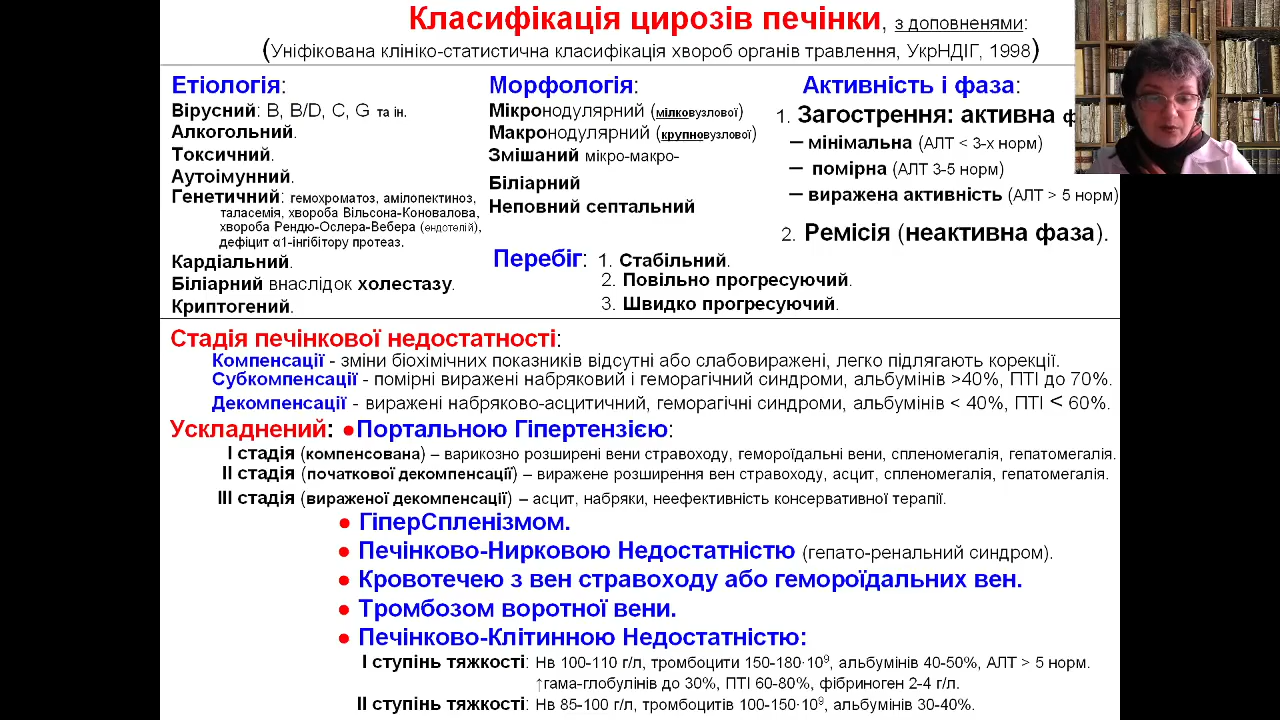 Класифікація цирозів печінки, з доповненями:
(Уніфікована клініко-статистична класифікація хвороб органів травлення, УкрНДІГ, 1998)
Етіологія:
Вірусний: В, В/D, С, G та ін.
Алкогольний.
Токсичний.
Аутоімунний.
Генетичний: гемохроматоз, амілопектиноз,
таласемія, хвороба Вільсона-Коновалова,
хвороба Рендю-Ослера-Вебера (ендотелій),
дефіцит α1-інгібітору протеаз.
Кардіальний.
Біліарний внаслідок холестазу.
Криптогений.
Морфологія:
Мікронодулярний (мілковузлової)
Макронодулярний (крупновузлової)
Змішаний мікро-макро-
Біліарний
Неповний септальний
Активність і фаза:
1. Загострення: активна ф
– мінімальна (АЛТ < 3-х норм)
– помірна (АЛТ 3-5 норм)
– виражена активність (АЛТ > 5 норм)
2. Ремісія (неактивна фаза).
Перебіг: 1. Стабільний.
2. Повільно прогресуючий.
3. Швидко прогресуючий.
Стадія печінкової недостатності:
Компенсації - зміни біохімічних показників відсутні або слабовиражені, легко підлягають корекції.
Субкомпенсації - помірні виражені набряковий і геморагічний синдроми, альбумінів >40%, ПТІ до 70%.
Декомпенсації - виражені набряково-асцитичний, геморагічні синдроми, альбумінів < 40%, ПТІ < 60%.
Ускладнений: ●Портальною Гіпертензією:
І стадія (компенсована) – варикозно розширені вени стравоходу, гемороїдальні вени, спленомегалія, гепатомегалія.
ІІ стадія (початкової декомпенсації) – виражене розширення вен стравоходу, асцит, спленомегалія, гепатомегалія.
ІІІ стадія (вираженої декомпенсації) – асцит, набряки, неефективність консервативної терапії.
● ГіперСпленізмом.
● Печінково-Нирковою Недостатністю (гепато-ренальний синдром).
● Кровотечею з вен стравоходу або гемороїдальних вен.
● Тромбозом воротної вени.
● Печінково-Клітинною Недостатністю:
І ступінь тяжкості: Нв 100-110 г/л, тромбоцити 150-180·10⁹, альбумінів 40-50%, АЛТ > 5 норм.
↑гама-глобулінів до 30%, ПТІ 60-80%, фібриноген 2-4 г/л.
ІІ ступінь тяжкості: Нв 85-100 г/л, тромбоцитів 100-150·10⁹, альбумінів 30-40%.